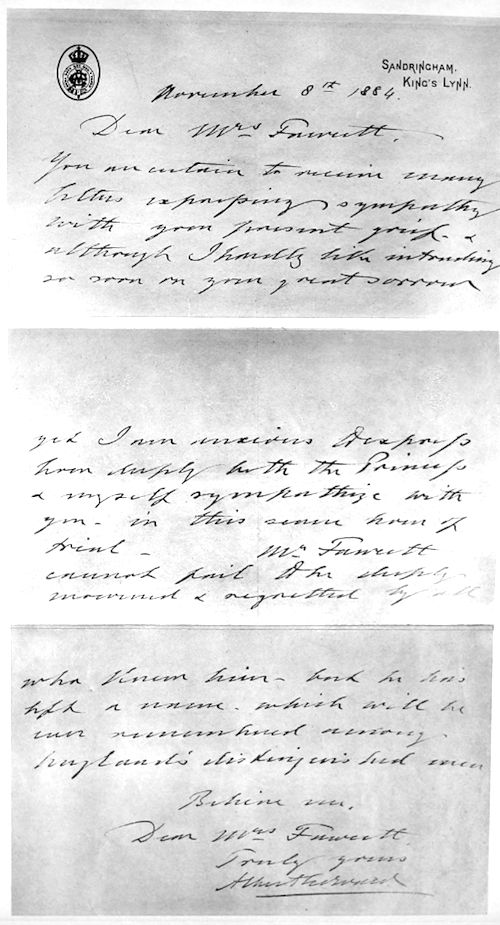 SANDRINGHAM,
KING'S LYNN.
November 8th 1884.
Dear Mrs Fawcett,
You are certain to receive many
letters expressing sympathy
with your present grief &
although I hardly like intruding
so soon on your great sorrow
yet I am anxious to express
how deeply both the Princess
& myself sympathize with
you - in this hour of
trial - Mr Fawcett
cannot fail to be deeply
mourned & regretted by all
who knew him - but he has
left a name - which will be
ever remembered among
England's distinguished men
Believe me,
Dear Mrs Fawcett
Truly yours
Albert Edward